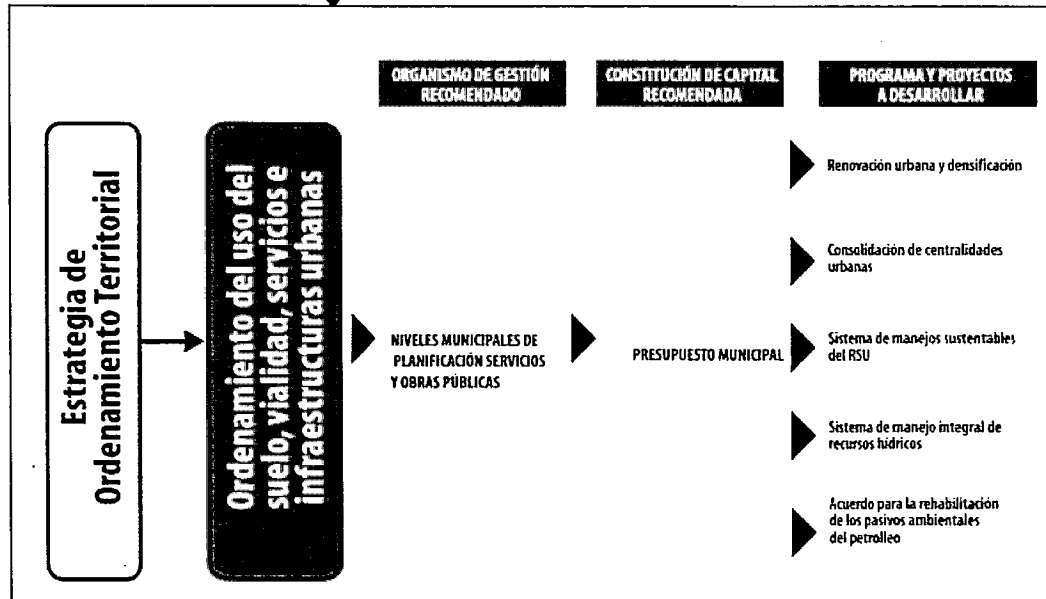 ORGANISMO DE GESTIÓN
RECOMENDADO
CONSTITUCIÓN DE CAPITAL
RECOMENDADA
PROGRAMA Y PROYECTOS
A DESARROLLAR
Estrategia de
Ordenamiento Territorial
Ordenamiento del uso del
suelo, vialidad, servicios e
infraestructuras urbanas
NIVELES MUNICIPALES DE
PLANIFICACIÓN SERVICIOS
Y OBRAS PÚBLICAS
PRESUPUESTO MUNICIPAL
Renovación urbana y densificación
Consolidación de centralidades
urbanas
Sistema de manejos sustentables
del RSU
Sistema de manejo integral de
recursos hídricos
Acuerdo para la rehabilitación
de los pasivos ambientales
del petrolleo